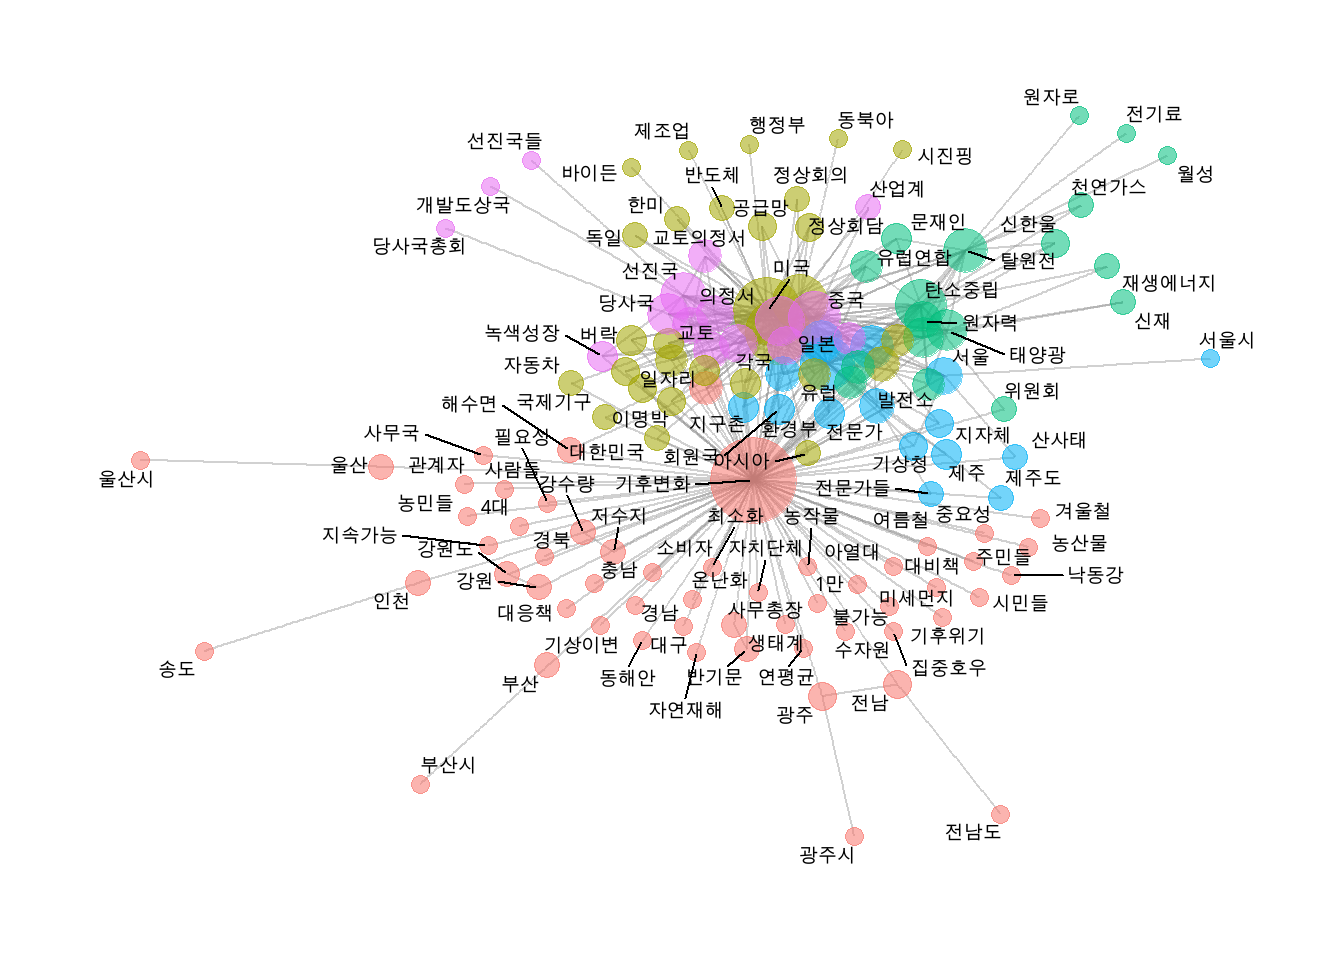 원자로
전기료
동북아
행정부
제조업
선진국들
시진핑
바이든
반도체
정상회의
월성
산업계
천연가스
개발도상국
한미
공급망
정상회담
문재인
신한울
독일
교토의정서
당사국총회
유럽연합
탈원전
선진국
미국
재생에너지
의정서
중국
탄소중립
당사국
신재
원자력
녹색성장
버락
교토
일본
서울시
태양광
서울
자동차
각국
일자리
위원회
해수면
국제기구
유럽
발전소
이명박
지구촌
환경부
전문가
사무국
필요성
지자체
산사태
대한민국
회원국
아시아
울산
관계자
사람들
기상청
제주
제주도
울산시
강수량
기후변화
전문가들
농민들
4대
저수지
최소화
농작물
여름철
중요성
겨울철
지속가능
강원도
경북
소비자
자치단체
아열대
주민들
농산물
충남
대비책
낙동강
강원
온난화
1만
인천
대응책
경남
사무총장
미세먼지
시민들
불가능
기상이변
대구
생태계
수자원
기후위기
송도
부산
동해안
반기문
연평균
집중호우
자연재해
광주
전남
부산시
전남도
광주시